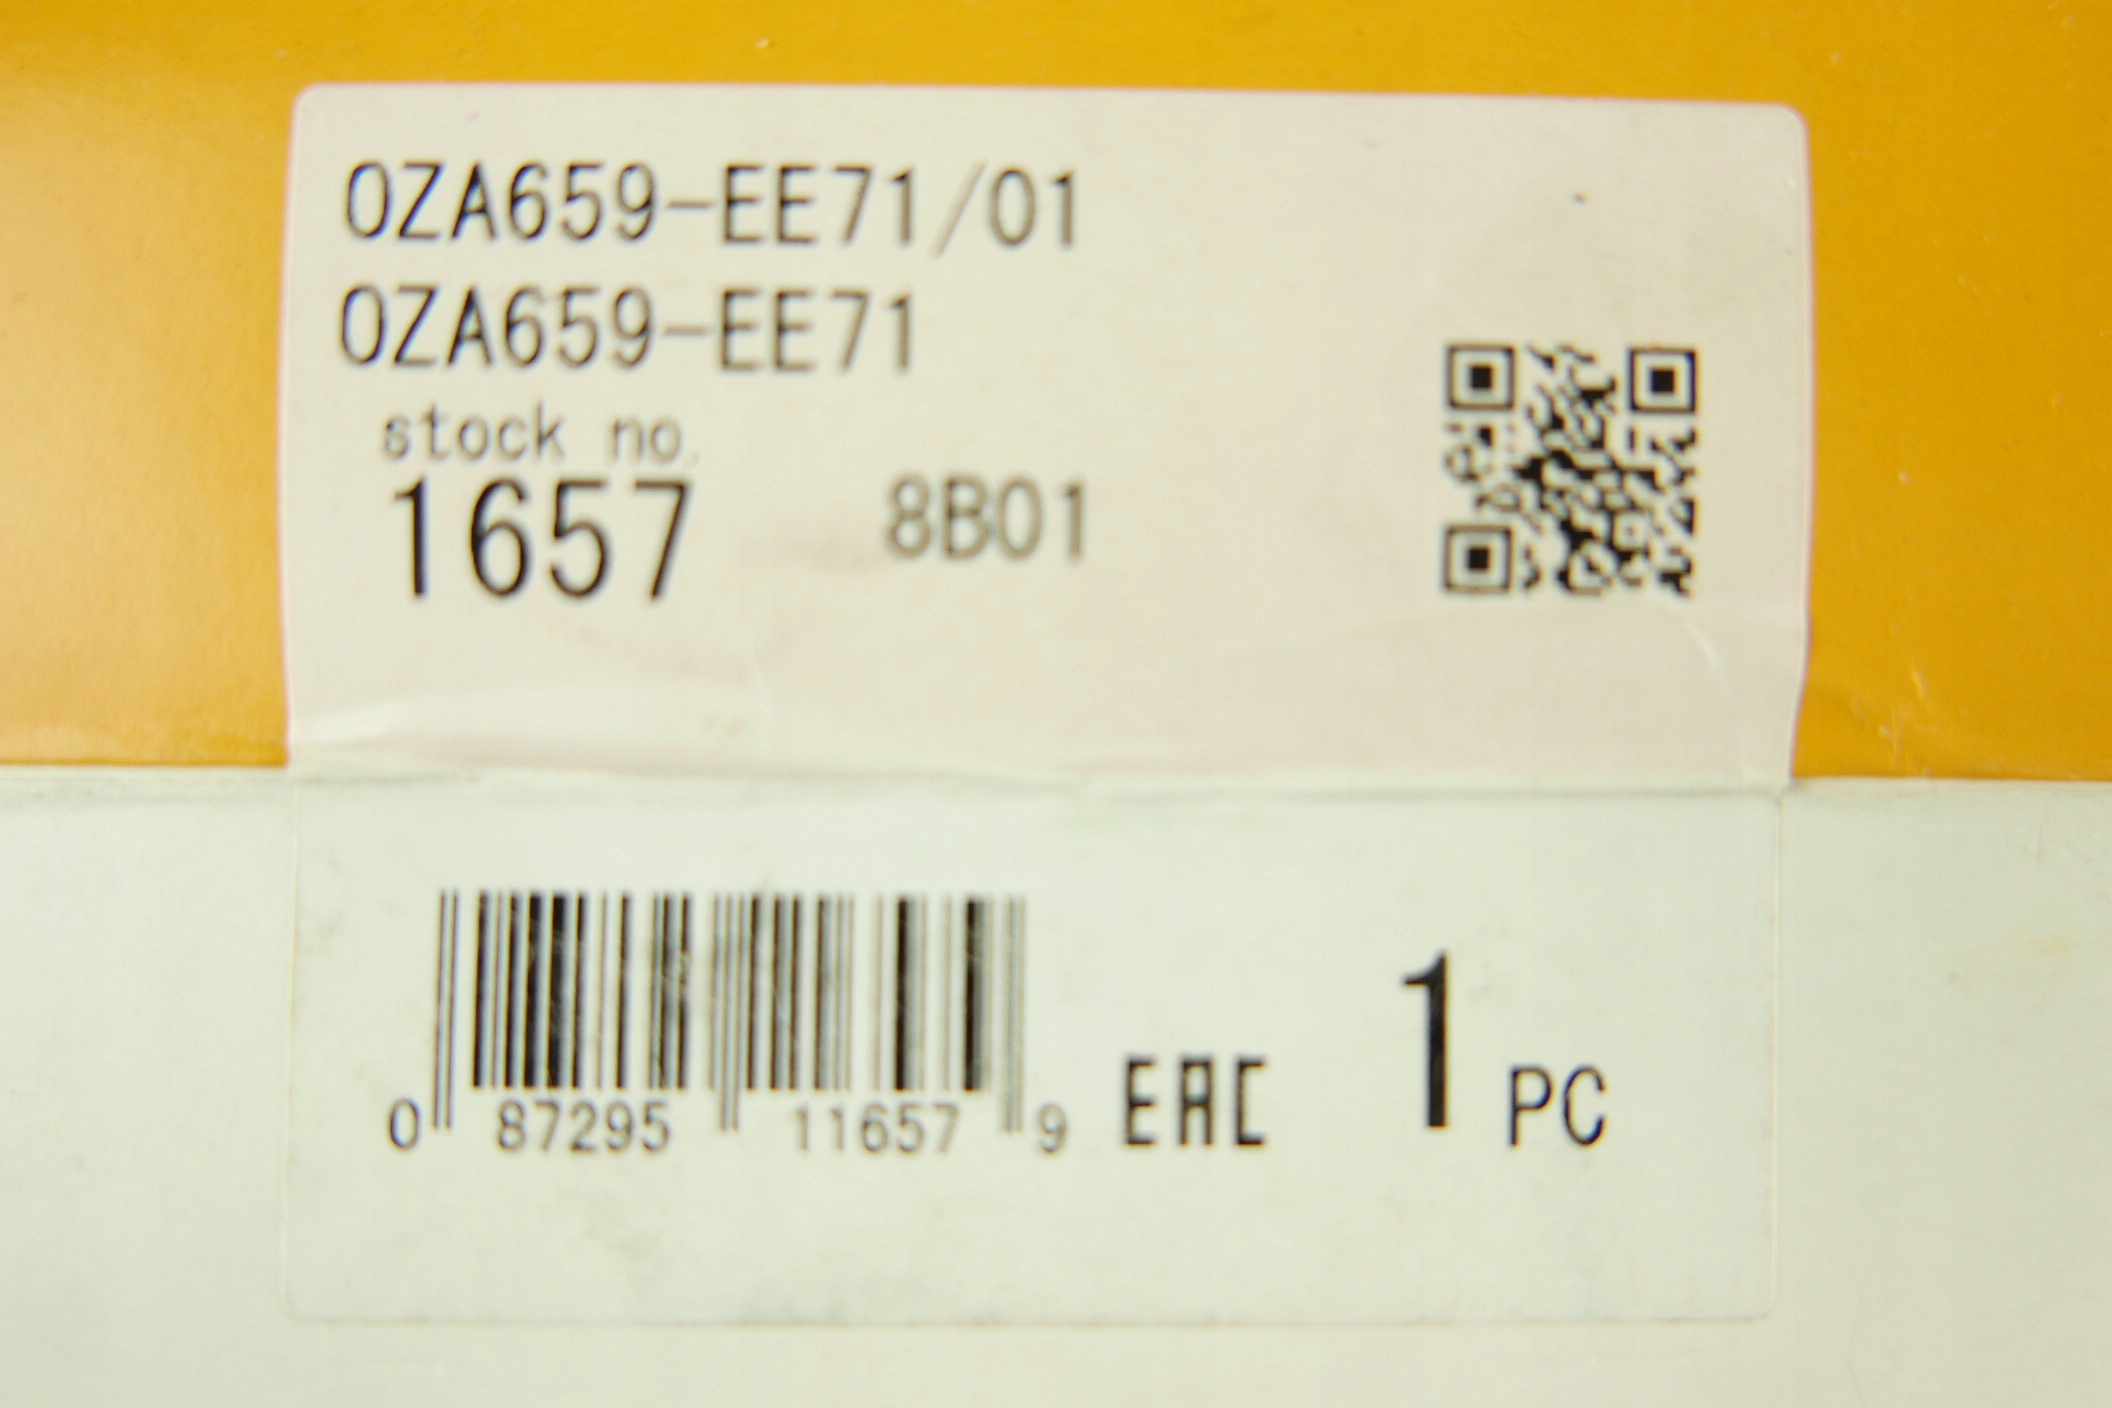 OZA659-EE71/01
OZA659-EE71
stock no.
1657 8B01
0 87295 11657 9
EAC
1 PC